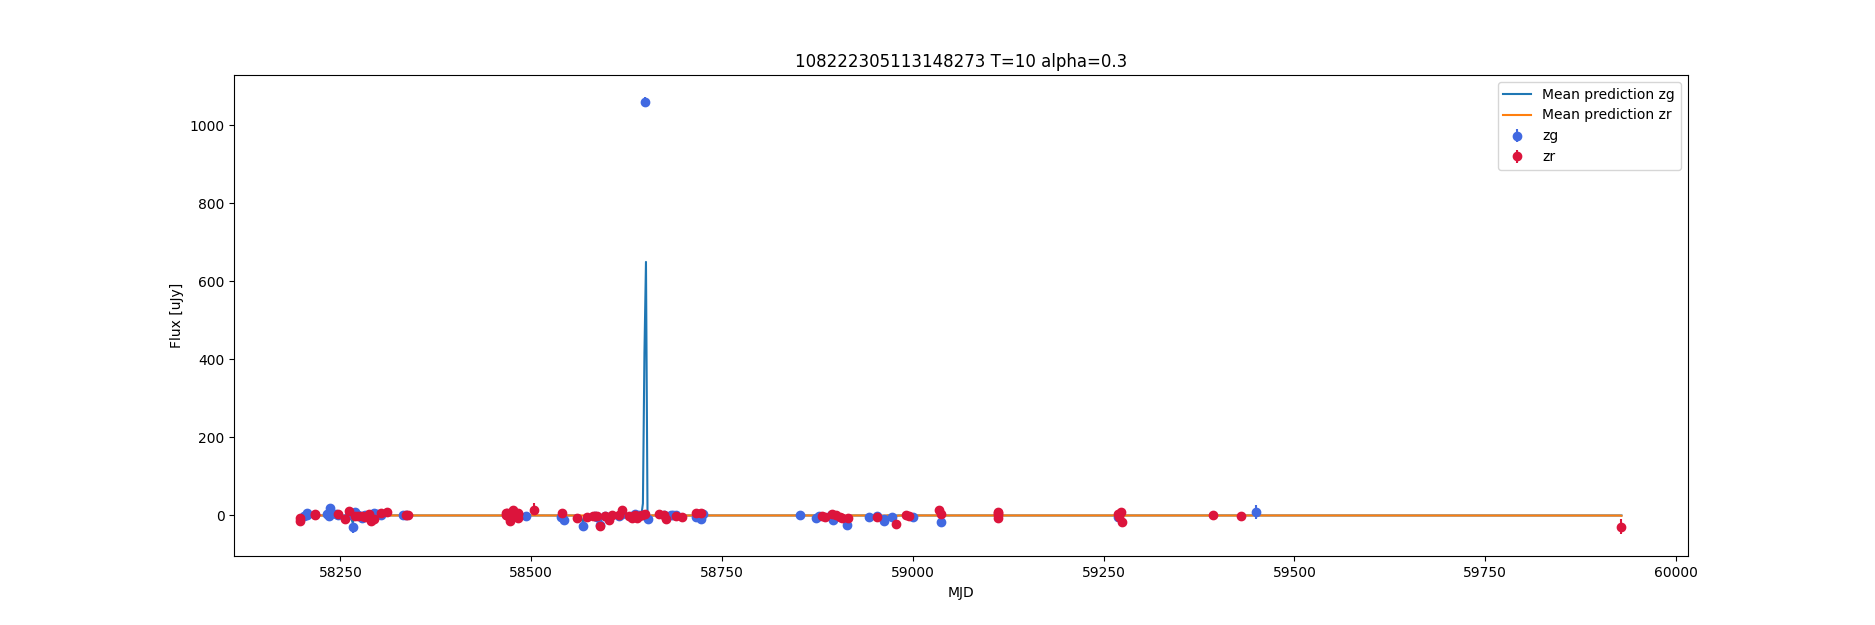 108222305113148273 T=10 alpha=0.3
Mean prediction zg
Mean prediction zr
zg
zr
Flux [uJy]
1000
800
600
400
200
0
58250 58500 58750 59000 59250 59500 59750 60000
MJD